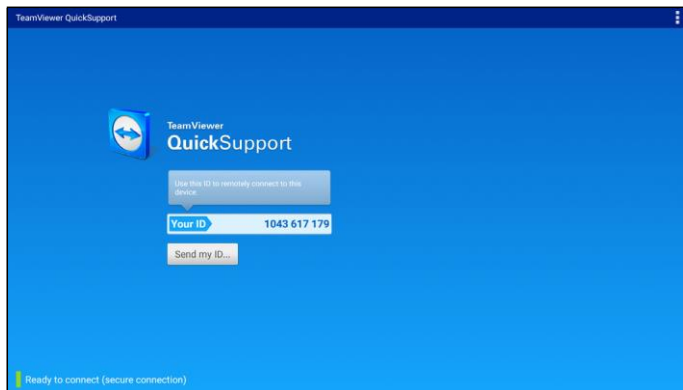 TeamViewer QuickSupport
TeamViewer
QuickSupport
Use this ID to remotely connect to this
device
Your ID
1043 617 179
Send my ID...
Ready to connect (secure connection)